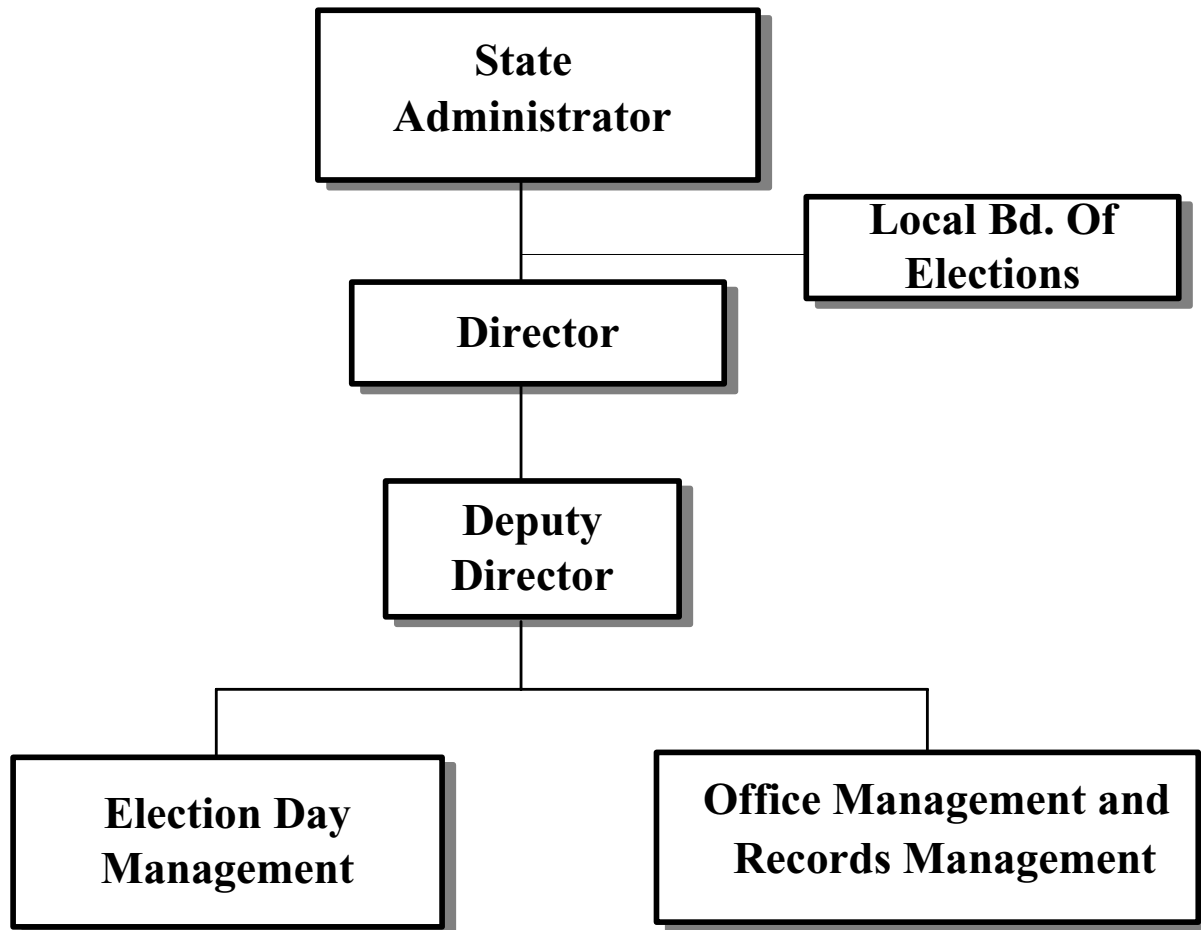 State
Administrator
Local Bd. Of
Elections
Director
Deputy
Director
Election Day
Management
Office Management and
Records Management